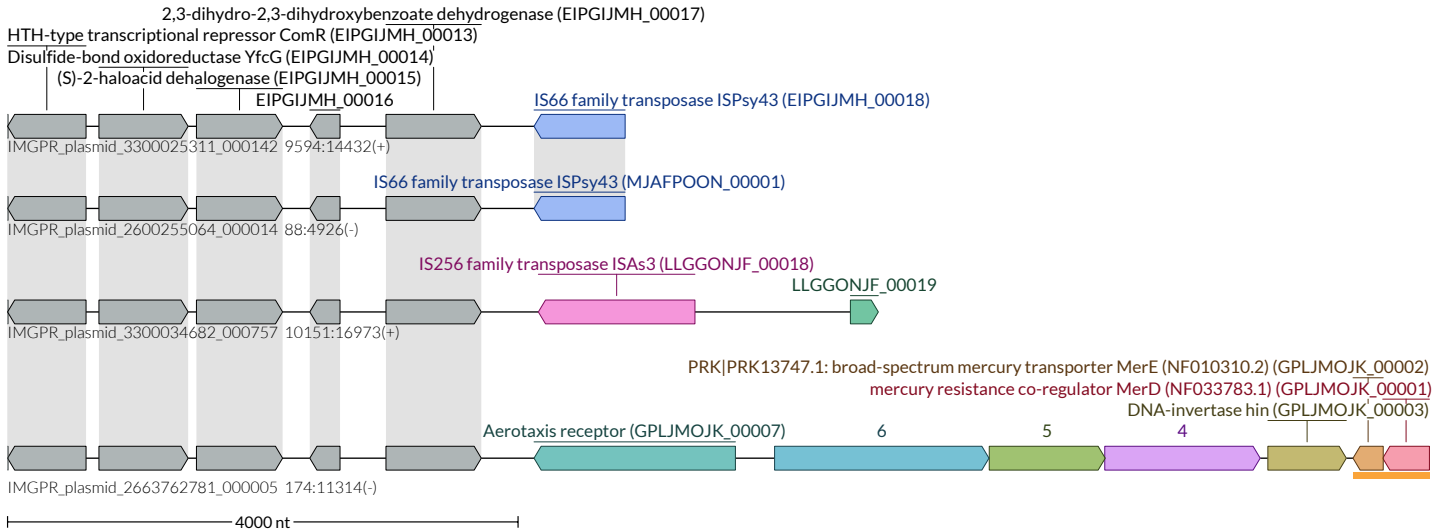 2,3-dihydro-2,3-dihydroxybenzoate dehydrogenase (EIPGIJMH_00017)
HTH-type transcriptional repressor ComR (EIPGIJMH_00013)
Disulfide-bond oxidoreductase YfcG (EIPGIJMH_00014)
(S)-2-haloacid dehalogenase (EIPGIJMH_00015)
EIPGIJMH_00016
IS66 family transposase ISPsy43 (EIPGIJMH_00018)
IMGPR_plasmid_3300025311_000142 9594:14432(+)
IS66 family transposase ISPsy43 (MJAFPOON_00001)
IMGPR_plasmid_2600255064_000014 88:4926(-)
IS256 family transposase ISAs3 (LLGGONJF_00018)
LLGGONJF_00019
IMGPR_plasmid_3300034682_000757 10151:16973(+)
PRK|PRK13747.1: broad-spectrum mercury transporter MerE (NF010310.2) (GPLJMOJK_00002)
mercury resistance co-regulator MerD (NF033783.1) (GPLJMOJK_00001)
DNA-invertase hin (GPLJMOJK_00003)
Aerotaxis receptor (GPLJMOJK_00007)
6
5
4
IMGPR_plasmid_2663762781_000005 174:11314(-)
4000 nt